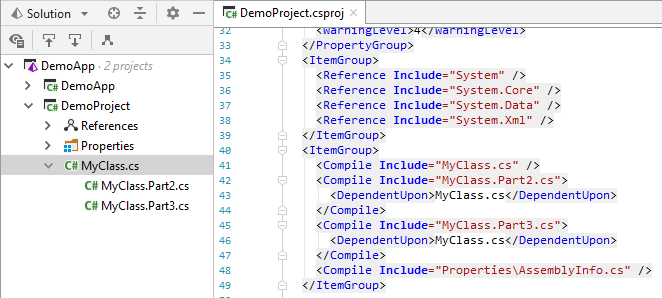 Solution
DemoApp · 2 projects
DemoApp
DemoProject
References
Properties
C# MyClass.cs
C# MyClass.Part2.cs
C# MyClass.Part3.cs
DemoProject.csproj
32 <WarningLevel>4</WarningLevel>
33 </PropertyGroup>
34 <ItemGroup>
35 <Reference Include="System" />
36 <Reference Include="System.Core" />
37 <Reference Include="System.Data" />
38 <Reference Include="System.Xml" />
39 </ItemGroup>
40 <ItemGroup>
41 <Compile Include="MyClass.cs" />
42 <Compile Include="MyClass.Part2.cs">
43 <DependentUpon>MyClass.cs</DependentUpon>
44 </Compile>
45 <Compile Include="MyClass.Part3.cs">
46 <DependentUpon>MyClass.cs</DependentUpon>
47 </Compile>
48 <Compile Include="Properties\AssemblyInfo.cs" />
49 </ItemGroup>